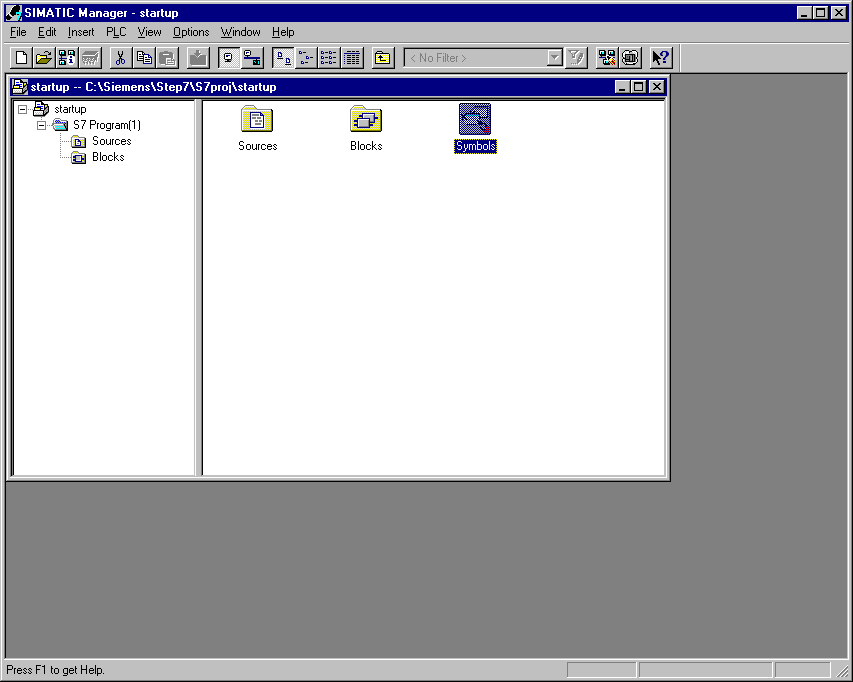 SIMATIC Manager - startup
File Edit Insert PLC View Options Window Help
< No Filter >
startup -- C:\Siemens\Step7\S7proj\startup
startup
S7 Program(1)
Sources
Blocks
Sources Blocks Symbols
Press F1 to get Help.